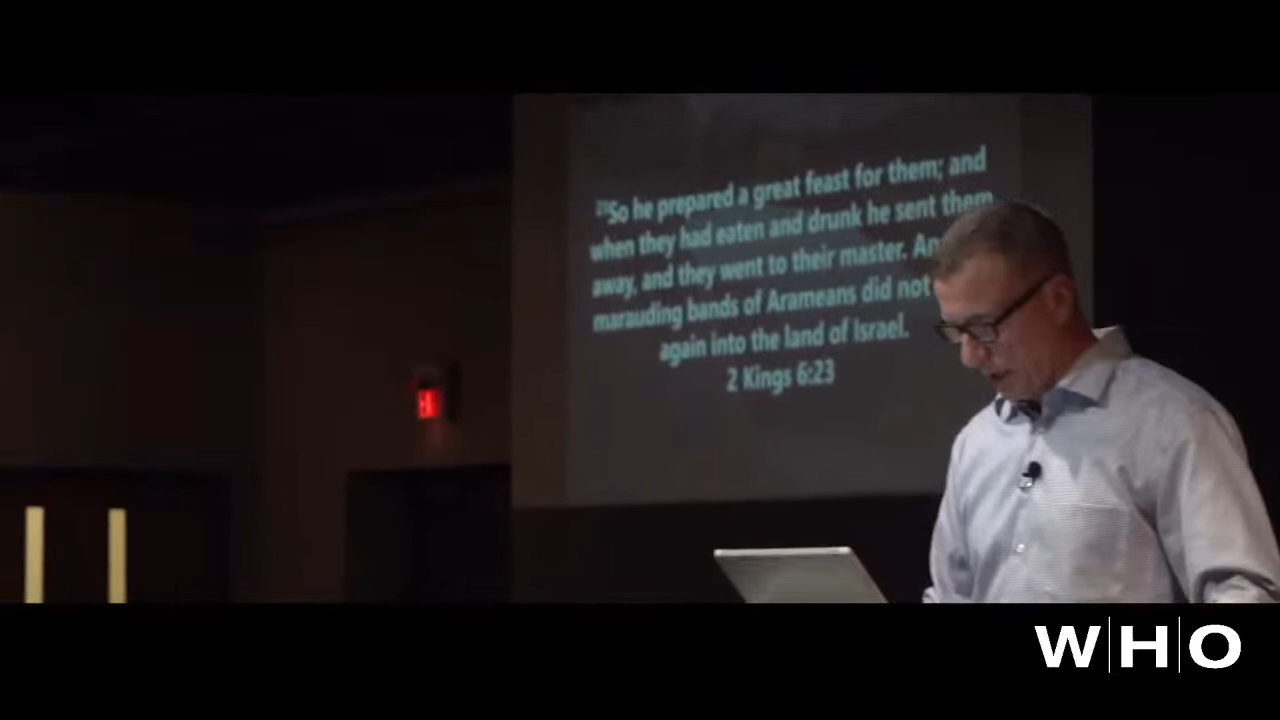 ²³So he prepared a great feast for them; and
when they had eaten and drunk he sent them
away, and they went to their master. An
marauding bands of Arameans did not
again into the land of Israel.
2 Kings 6:23
W|H|O